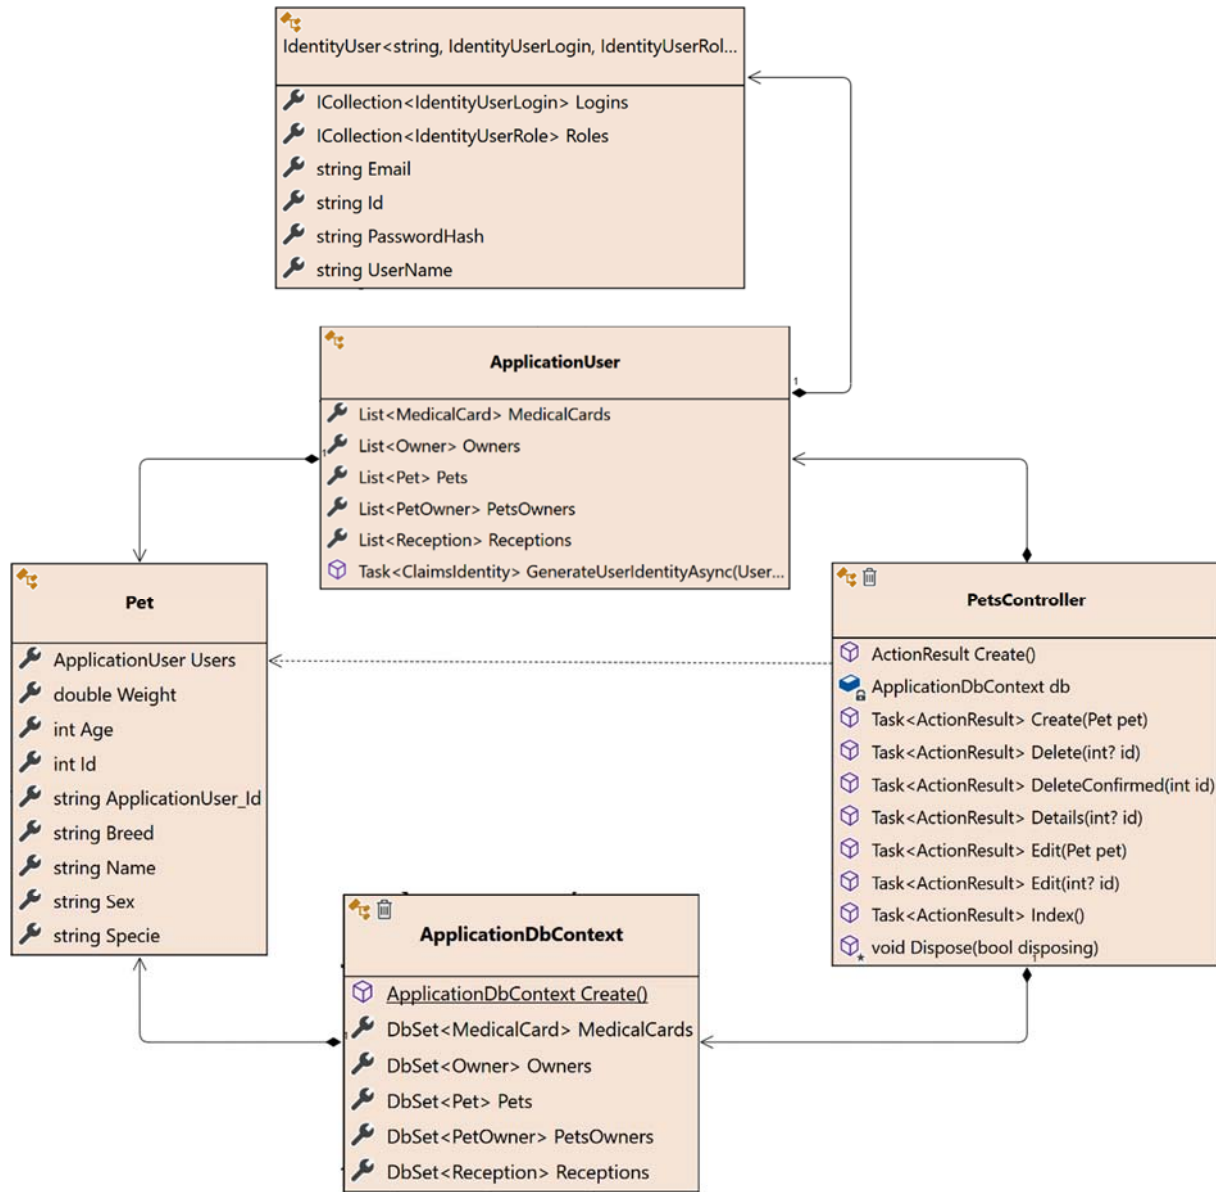 IdentityUser<string, IdentityUserLogin, IdentityUserRol...
ICollection<IdentityUserLogin> Logins
ICollection<IdentityUserRole> Roles
string Email
string Id
string PasswordHash
string UserName
1
ApplicationUser
List<MedicalCard> MedicalCards
1
List<Owner> Owners
List<Pet> Pets
List<PetOwner> PetsOwners
List<Reception> Receptions
Task<ClaimsIdentity> GenerateUserIdentityAsync(User...
Pet
ApplicationUser Users
double Weight
int Age
int Id
string ApplicationUser_Id
string Breed
string Name
string Sex
string Specie
PetsController
ActionResult Create()
ApplicationDbContext db
Task<ActionResult> Create(Pet pet)
Task<ActionResult> Delete(int? id)
Task<ActionResult> DeleteConfirmed(int id)
Task<ActionResult> Details(int? id)
Task<ActionResult> Edit(Pet pet)
Task<ActionResult> Edit(int? id)
Task<ActionResult> Index()
void Dispose(bool disposing)
1
ApplicationDbContext
ApplicationDbContext Create()
DbSet<MedicalCard> MedicalCards
1
DbSet<Owner> Owners
DbSet<Pet> Pets
DbSet<PetOwner> PetsOwners
DbSet<Reception> Receptions